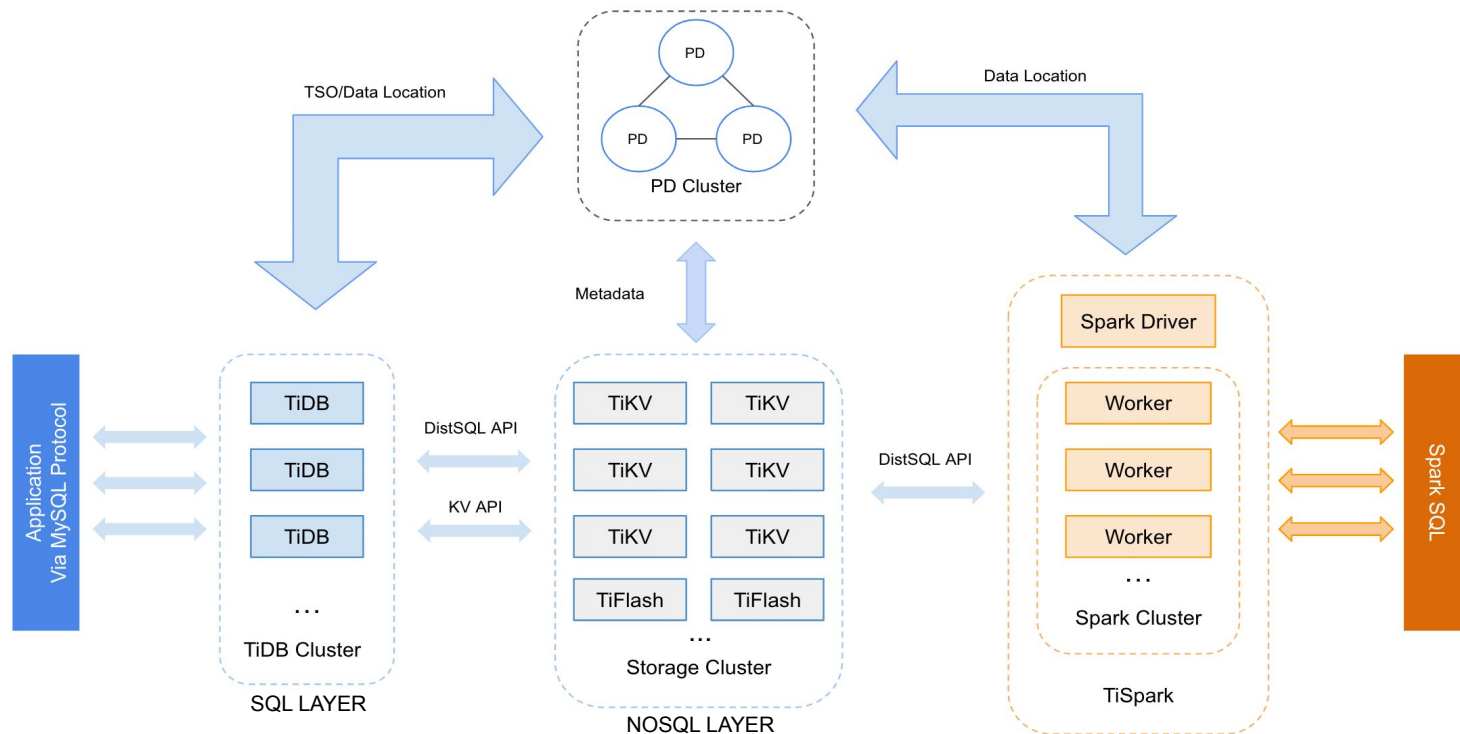 PD
TSO/Data Location
Data Location
PD
PD
PD Cluster
Metadata
Spark Driver
Application
Via MySQL Protocol
TiDB
TiDB
TiDB
...
TiDB Cluster
SQL LAYER
DistSQL API
KV API
TiKV
TiKV
TiKV
TiKV
TiKV
TiKV
TiFlash
TiFlash
...
Storage Cluster
NOSQL LAYER
DistSQL API
Worker
Worker
Worker
...
Spark Cluster
TiSpark
Spark SQL